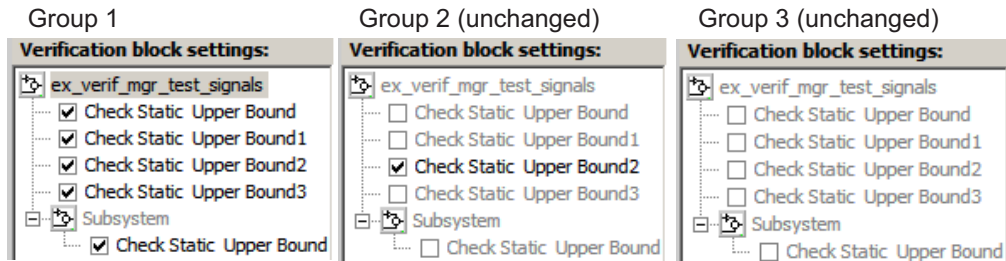 Group 1
Verification block settings:
ex_verif_mgr_test_signals
Check Static Upper Bound
Check Static Upper Bound1
Check Static Upper Bound2
Check Static Upper Bound3
Subsystem
Check Static Upper Bound
Group 2 (unchanged)
Verification block settings:
ex_verif_mgr_test_signals
Check Static Upper Bound
Check Static Upper Bound1
Check Static Upper Bound2
Check Static Upper Bound3
Subsystem
Check Static Upper Bound
Group 3 (unchanged)
Verification block settings:
ex_verif_mgr_test_signals
Check Static Upper Bound
Check Static Upper Bound1
Check Static Upper Bound2
Check Static Upper Bound3
Subsystem
Check Static Upper Bound